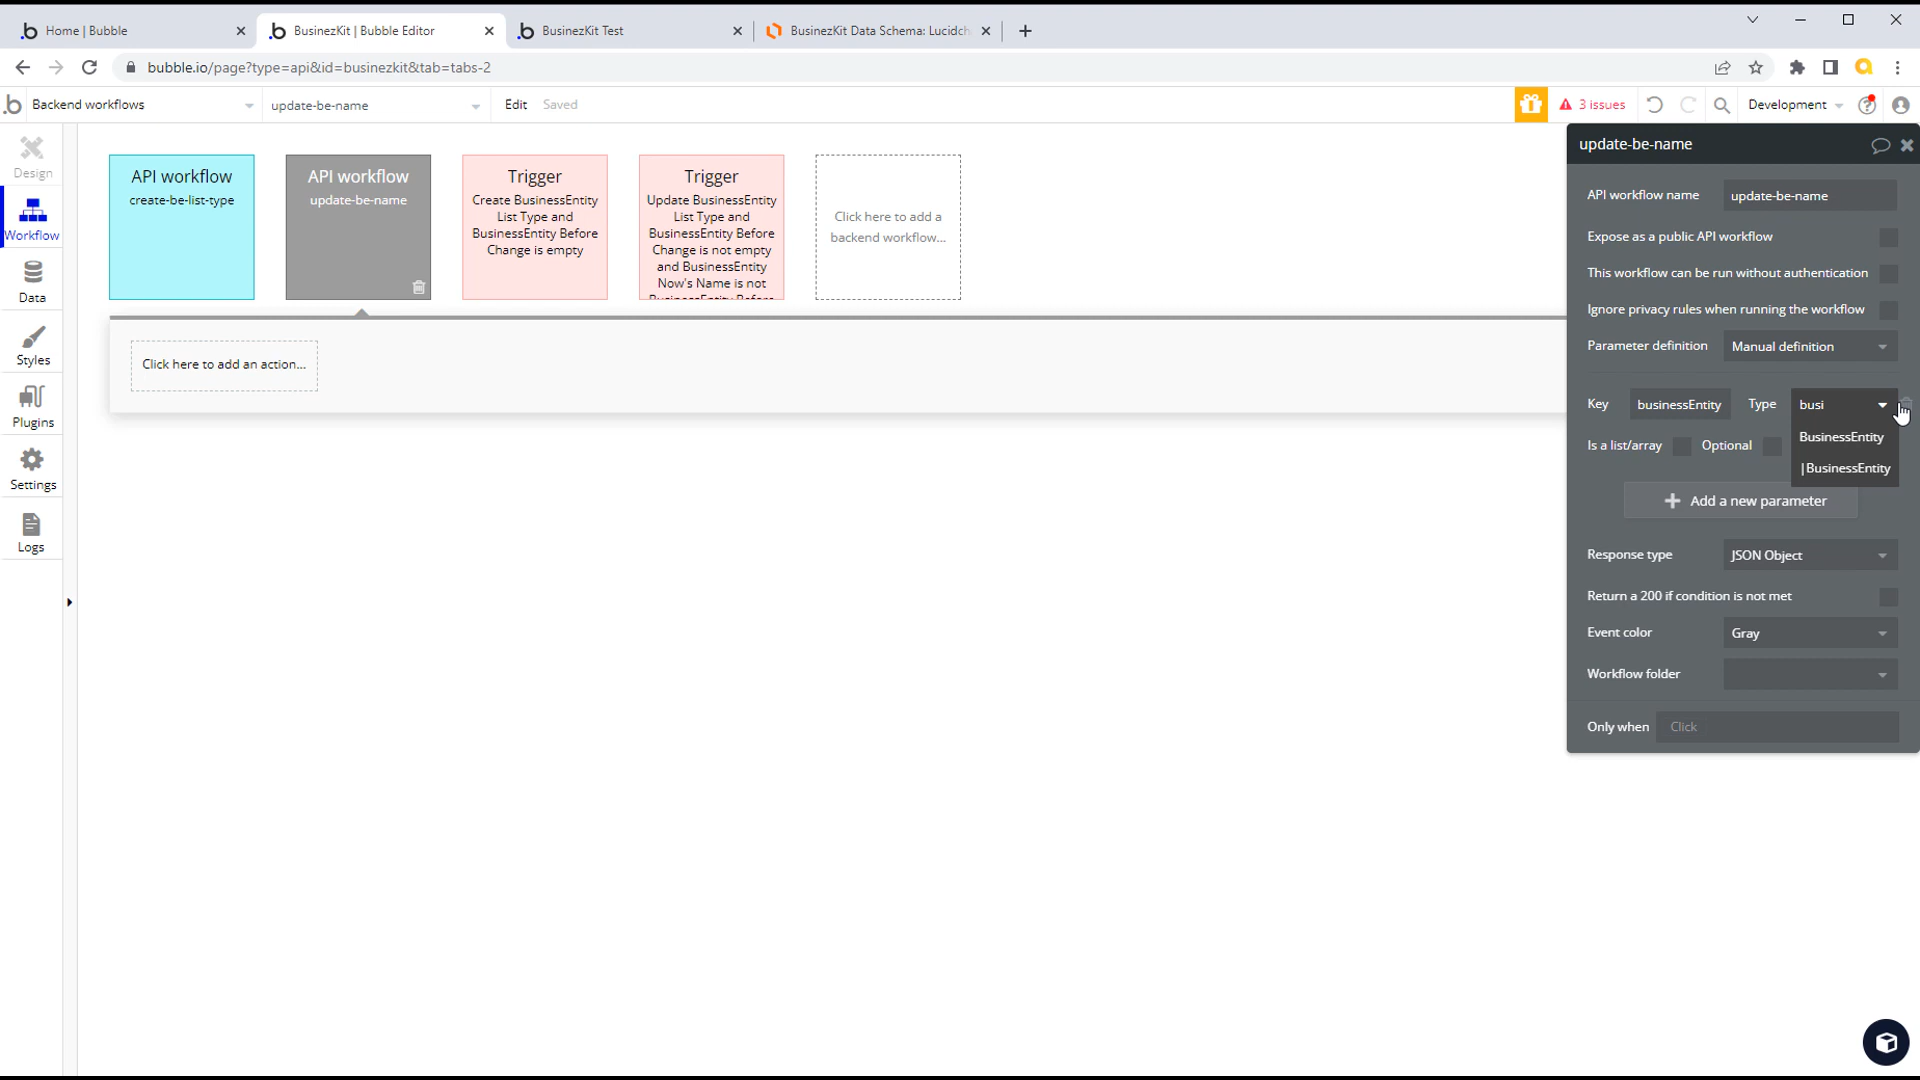 Home | Bubble
BusinezKit | Bubble Editor
BusinezKit Test
BusinezKit Data Schema: Lucidch
bubble.io/page?type=api&id=businezkit&tab=tabs-2
Backend workflows
update-be-name
Edit
Saved
3 issues
Development
Design
Workflow
Data
Styles
Plugins
Settings
Logs
API workflow
create-be-list-type
API workflow
update-be-name
Trigger
Create BusinessEntity
List Type and
BusinessEntity Before
Change is empty
Trigger
Update BusinessEntity
List Type and
BusinessEntity Before
Change is not empty
and BusinessEntity
Now's Name is not
BusinessEntity Before
Click here to add a
backend workflow...
Click here to add an action...
update-be-name
API workflow name
update-be-name
Expose as a public API workflow
This workflow can be run without authentication
Ignore privacy rules when running the workflow
Parameter definition
Manual definition
Key
businessEntity
Type
busi
BusinessEntity
|BusinessEntity
Is a list/array
Optional
Add a new parameter
Response type
JSON Object
Return a 200 if condition is not met
Event color
Gray
Workflow folder
Only when
Click